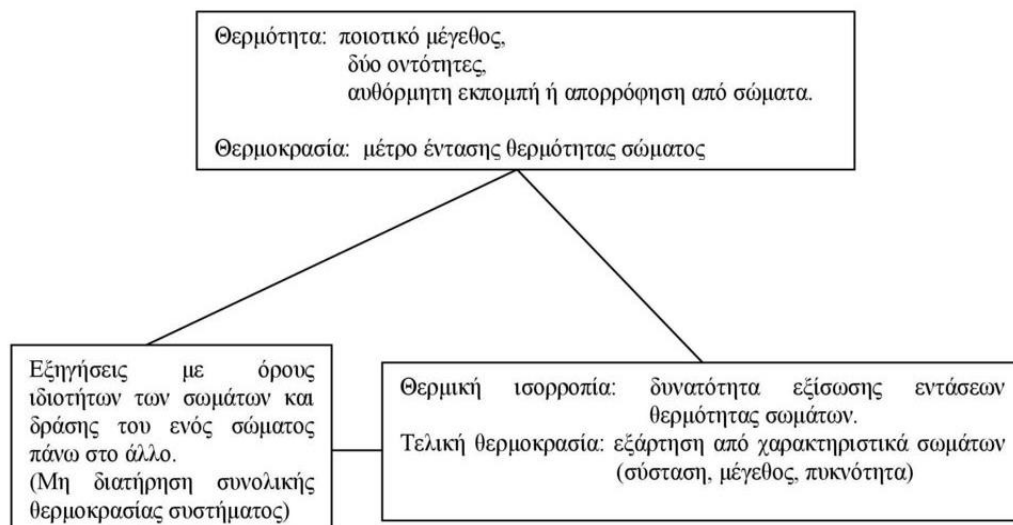 Θερμότητα: ποιοτικό μέγεθος,
δύο οντότητες,
αυθόρμητη εκπομπή ή απορρόφηση από σώματα.
Θερμοκρασία: μέτρο έντασης θερμότητας σώματος
Εξηγήσεις με όρους
ιδιοτήτων των σωμάτων και
δράσης του ενός σώματος
πάνω στο άλλο.
(Μη διατήρηση συνολικής
θερμοκρασίας συστήματος)
Θερμική ισορροπία: δυνατότητα εξίσωσης εντάσεων
θερμότητας σωμάτων.
Τελική θερμοκρασία: εξάρτηση από χαρακτηριστικά σωμάτων
(σύσταση, μέγεθος, πυκνότητα)